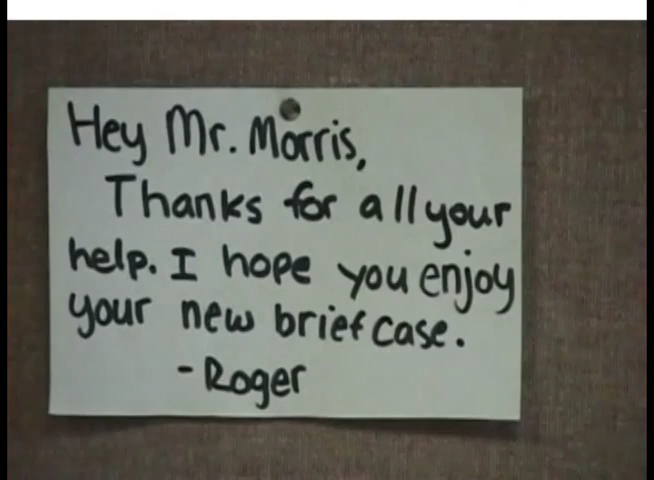 Hey Mr. Morris,
Thanks for all your
help. I hope you enjoy
your new briefcase.
-Roger